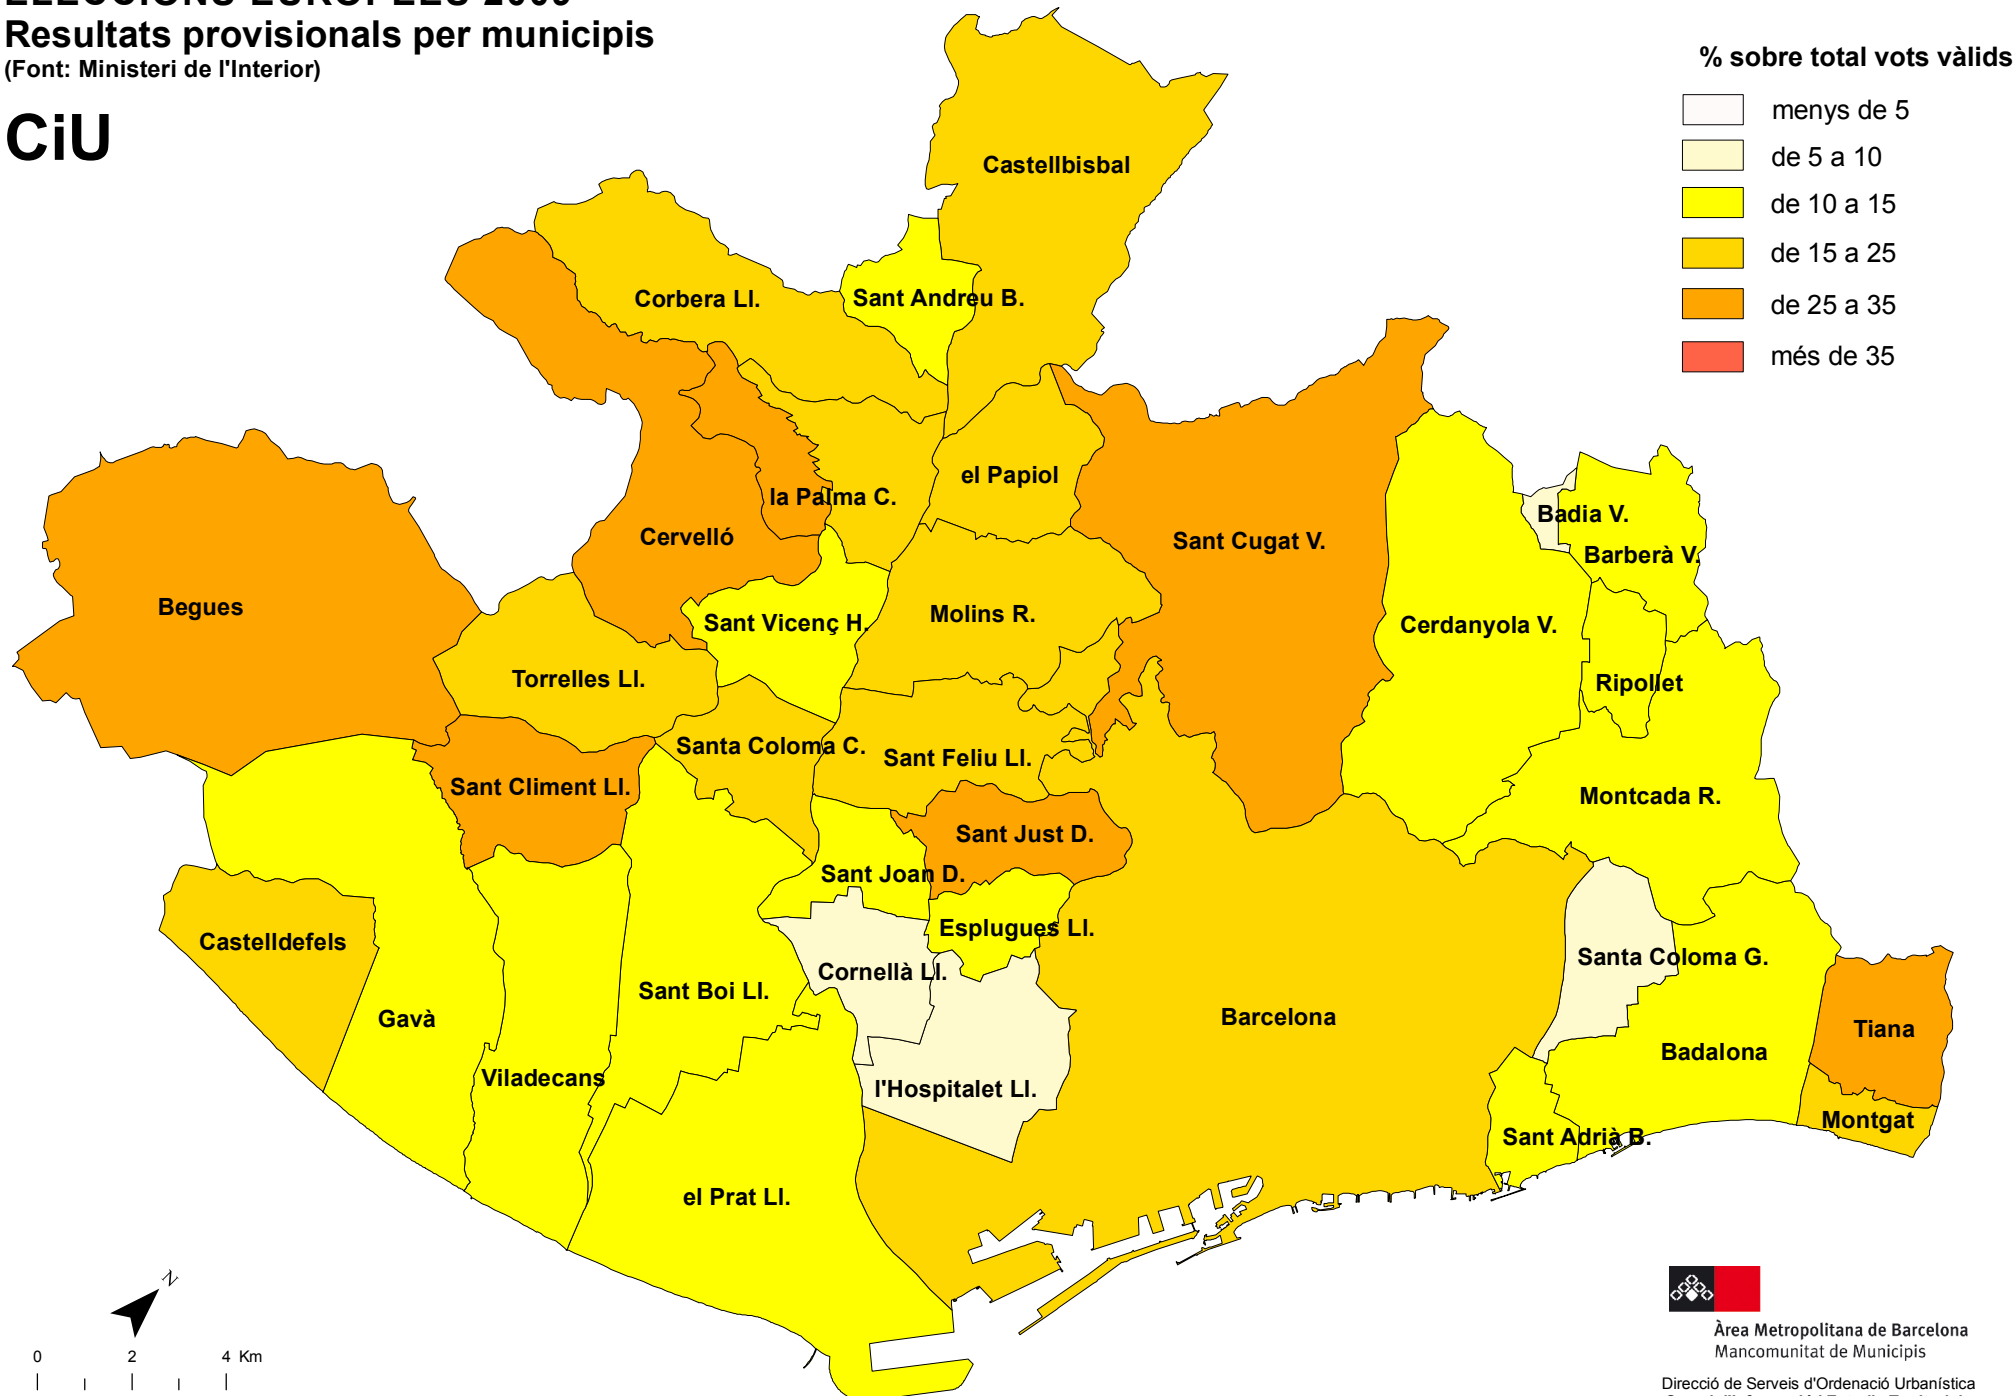 ELECCIONS EUROPEES 2009
Resultats provisionals per municipis
(Font: Ministeri de l'Interior)
CiU
% sobre total vots vàlids
menys de 5
de 5 a 10
de 10 a 15
de 15 a 25
de 25 a 35
més de 35
Castellbisbal
Corbera Ll.
Sant Andreu B.
el Papiol
la Palma C.
Cervelló
Sant Cugat V.
Badia V.
Barberà V.
Begues
Sant Vicenç H.
Molins R.
Cerdanyola V.
Torrelles Ll.
Ripollet
Santa Coloma C.
Sant Feliu Ll.
Sant Climent Ll.
Montcada R.
Sant Just D.
Sant Joan D.
Castelldefels
Esplugues Ll.
Santa Coloma G.
Cornellà Ll.
Sant Boi Ll.
Gavà
Barcelona
Tiana
Badalona
Viladecans
l'Hospitalet Ll.
Montgat
Sant Adrià B.
el Prat Ll.
N
0 2 4 Km
Àrea Metropolitana de Barcelona
Mancomunitat de Municipis
Direcció de Serveis d'Ordenació Urbanística